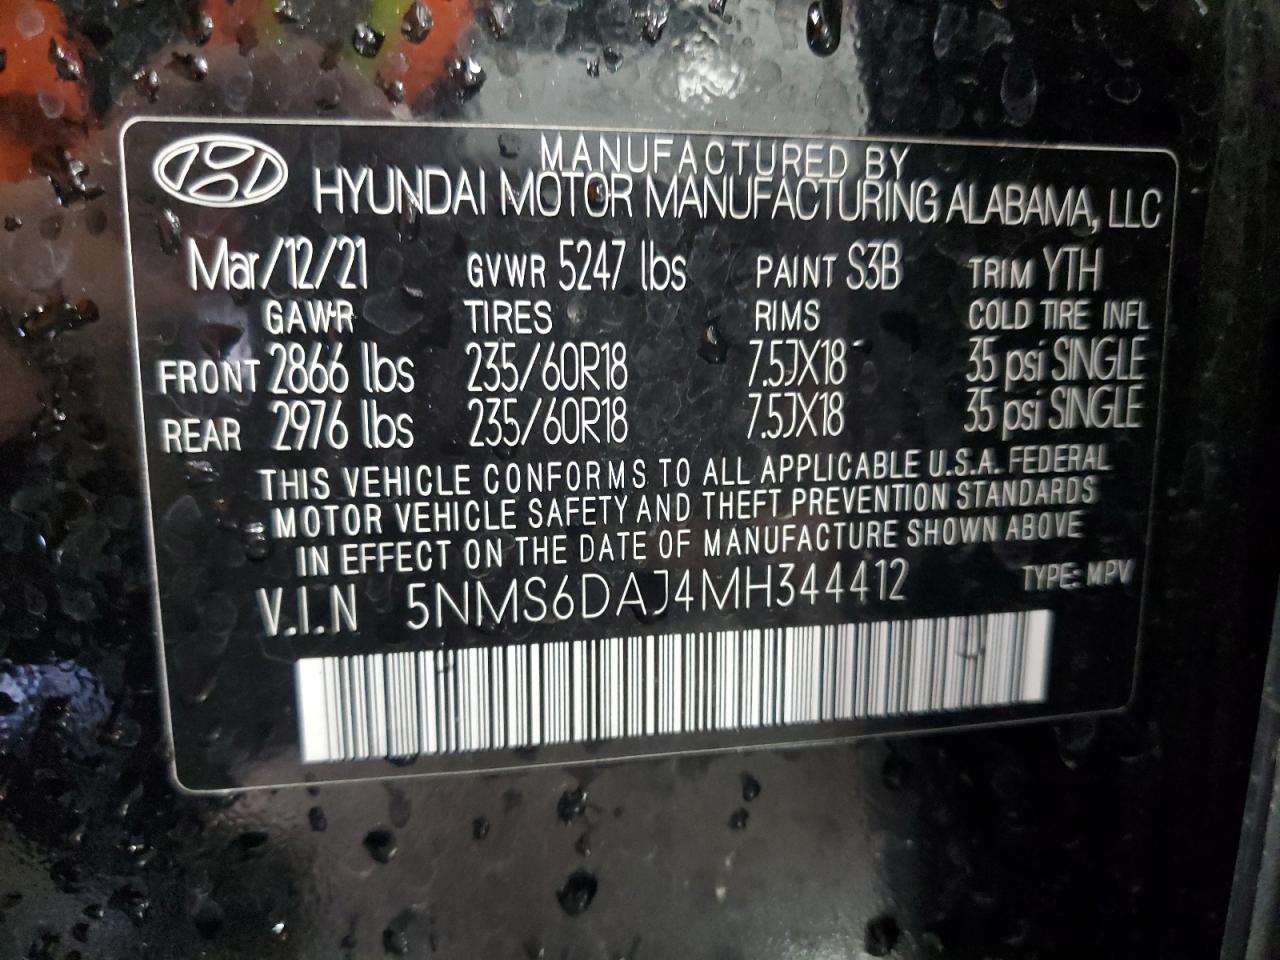 MANUFACTURED BY
HYUNDAI MOTOR MANUFACTURING ALABAMA, LLC
Mar/12/21 GVWR 5247 lbs PAINT S3B TRIM YTH
GAWR TIRES RIMS COLD TIRE INFL
FRONT 2866 lbs 235/60R18 7.5JX18 35 psi SINGLE
REAR 2976 lbs 235/60R18 7.5JX18 35 psi SINGLE
THIS VEHICLE CONFORMS TO ALL APPLICABLE U.S.A. FEDERAL
MOTOR VEHICLE SAFETY AND THEFT PREVENTION STANDARDS
IN EFFECT ON THE DATE OF MANUFACTURE SHOWN ABOVE
V.I.N 5NMS6DAJ4MH344412 TYPE: MPV